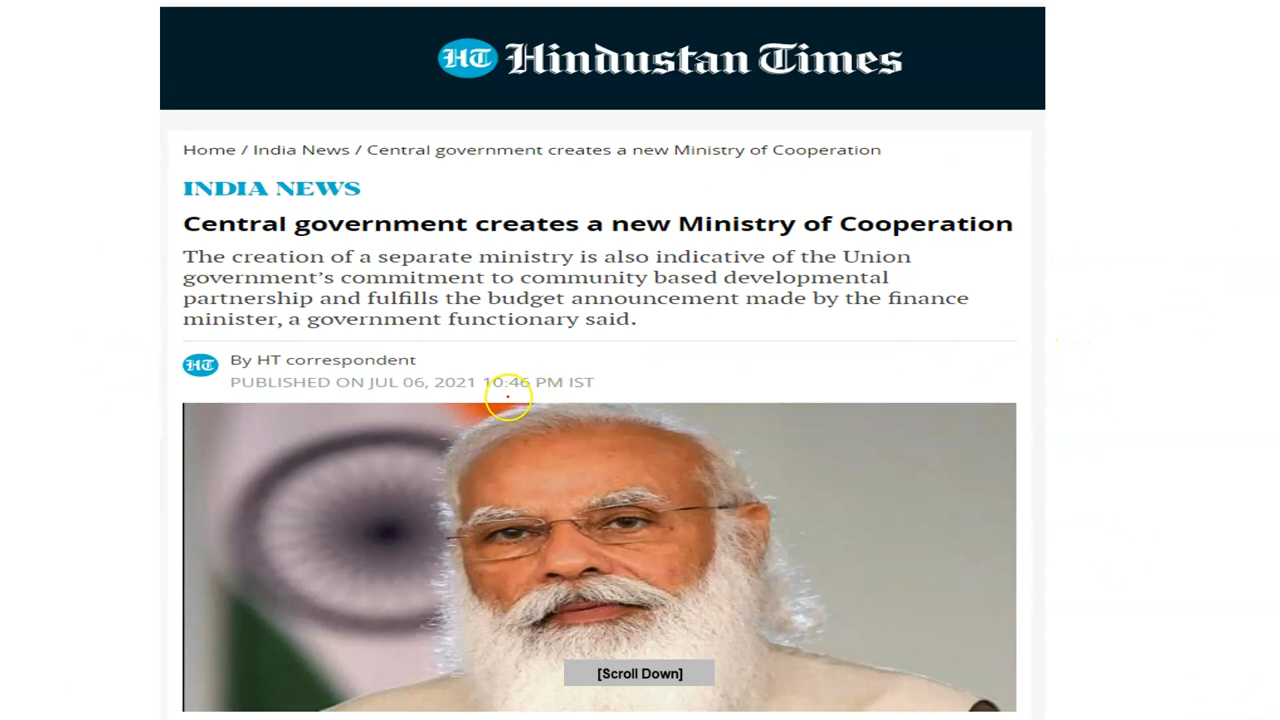 HT Hindustan Times
Home / India News / Central government creates a new Ministry of Cooperation
INDIA NEWS
Central government creates a new Ministry of Cooperation
The creation of a separate ministry is also indicative of the Union
government's commitment to community based developmental
partnership and fulfills the budget announcement made by the finance
minister, a government functionary said.
HT By HT correspondent
PUBLISHED ON JUL 06, 2021 10:46 PM IST
[Scroll Down]